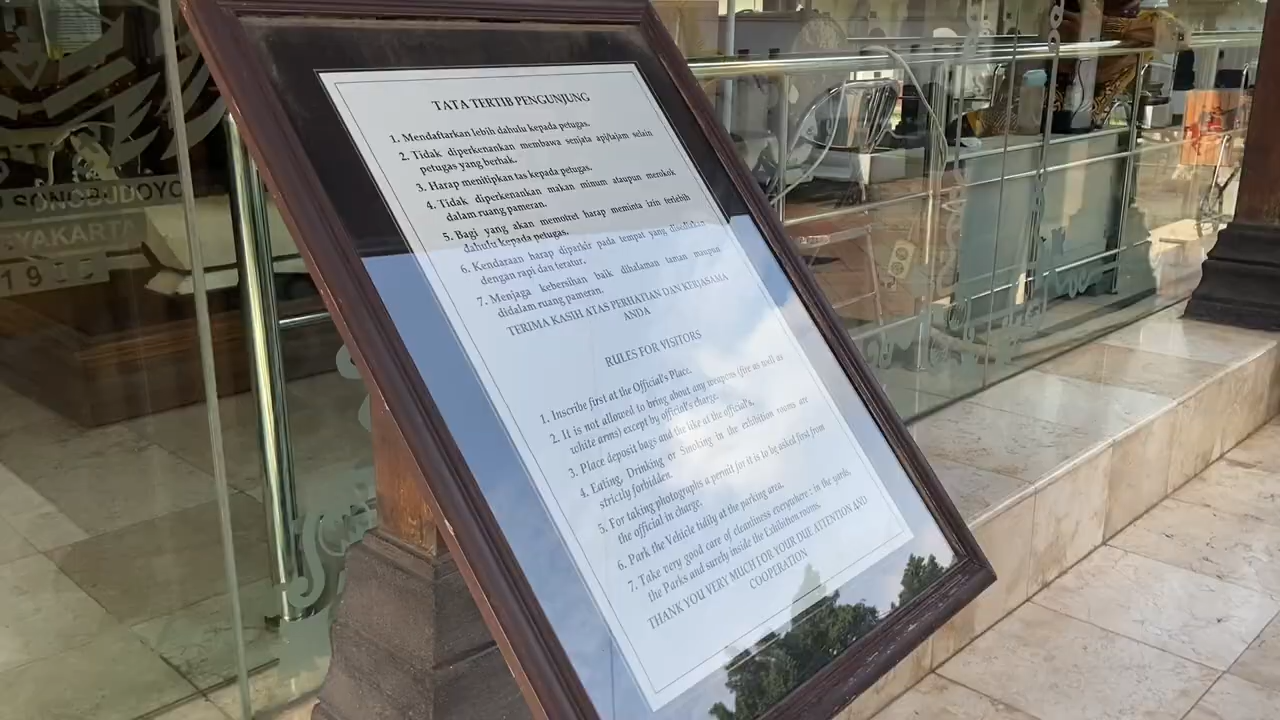 TATA TERTIB PENGUNJUNG
1. Mendaftarkan lebih dahulu kepada petugas.
2. Tidak diperkenankan membawa senjata api/tajam selain
petugas yang berhak.
3. Harap menitipkan tas kepada petugas.
4. Tidak diperkenankan makan minum ataupun merokok
dalam ruang pameran.
5. Bagi yang akan memotret harap meminta izin terlebih
dahulu kepada petugas.
6. Kendaraan harap diparkir pada tempat yang disediakan
dengan rapi dan teratur.
7. Menjaga kebersihan baik dihalaman taman maupun
didalam ruang pameran.
TERIMA KASIH ATAS PERHATIAN DAN KERJASAMA
ANDA
RULES FOR VISITORS
1. Inscribe first at the Official's Place.
2. It is not allowed to bring about any weapons (fire as well as
white arms) except by official's charge.
3. Place deposit bags and the like at the official's,
4. Eating, Drinking or Smoking in the exhibition rooms are
strictly forbidden.
5. For taking photographs a permit for it is to be asked first from
the official in charge.
6. Park the Vehicle tidily at the parking area,
7. Take very good care of cleanliness everywhere : in the yards,
the Parks and surely inside the Exhibition rooms.
THANK YOU VERY MUCH FOR YOUR DUE ATTENTION AND
COOPERATION
SONOBUDOYO
YAKARTA